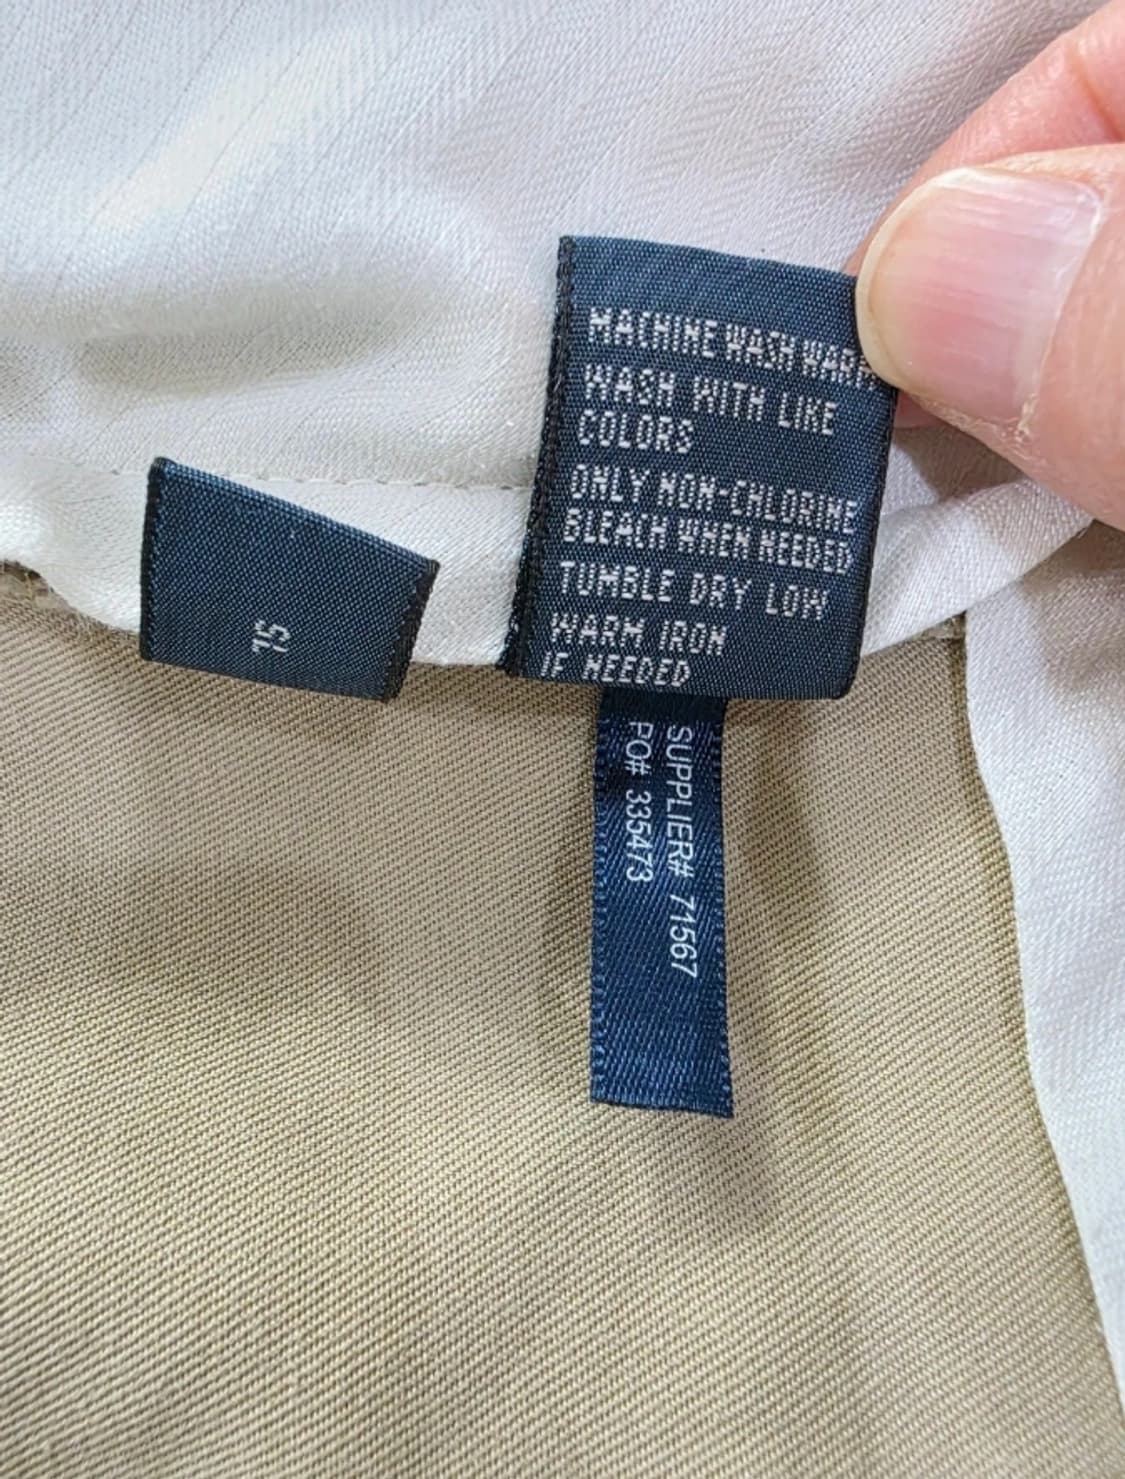 MACHINE WASH WARM
WASH WITH LIKE
COLORS
ONLY NON-CHLORINE
BLEACH WHEN NEEDED
TUMBLE DRY LOW
WARM IRON
IF NEEDED
SUPPLIER# 71567
PO# 335473